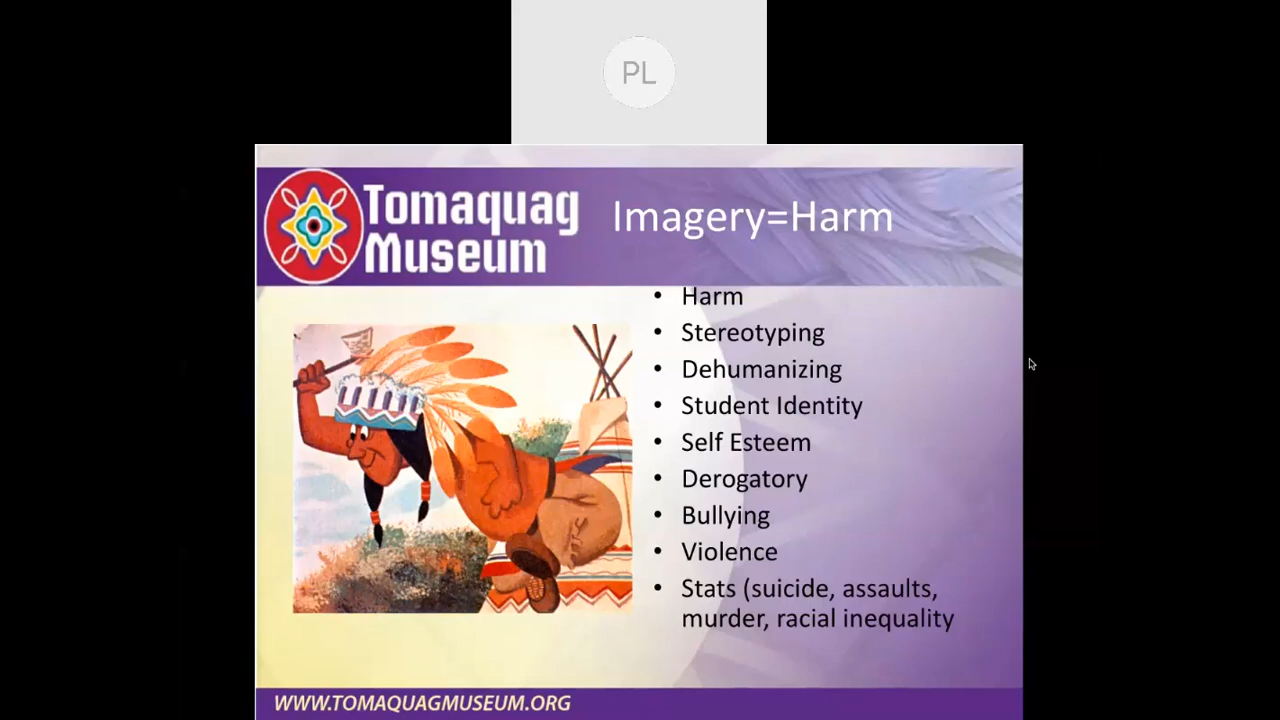 PL
Tomaquag
Museum
Imagery=Harm
• Harm
• Stereotyping
• Dehumanizing
• Student Identity
• Self Esteem
• Derogatory
• Bullying
• Violence
• Stats (suicide, assaults,
murder, racial inequality
WWW.TOMAQUAGMUSEUM.ORG